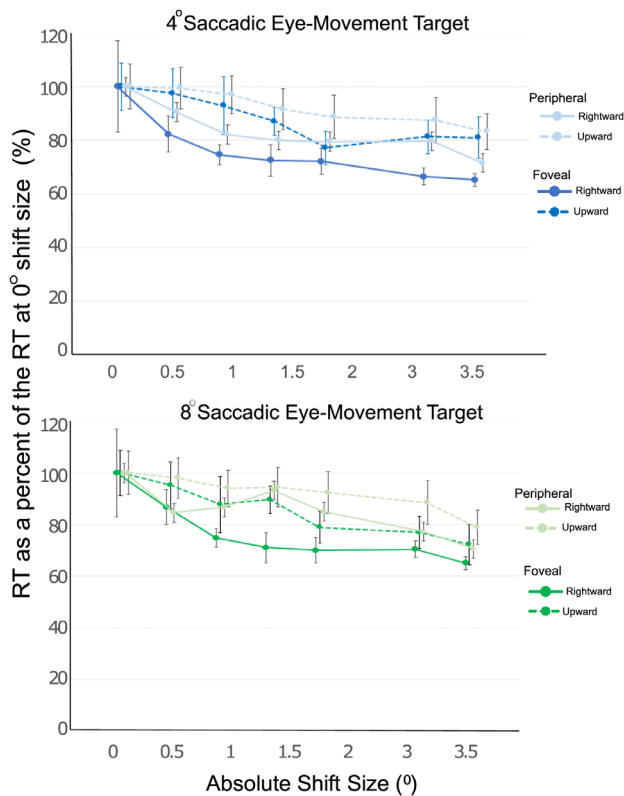 4° Saccadic Eye-Movement Target
120
100
80
60
40
20
0
0 0.5 1 1.5 2 3 3.5
Peripheral
Rightward
Upward
Foveal
Rightward
Upward
RT as a percent of the RT at 0° shift size (%)
8° Saccadic Eye-Movement Target
120
100
80
60
40
20
0
0 0.5 1 1.5 2 3 3.5
Peripheral
Rightward
Upward
Foveal
Rightward
Upward
Absolute Shift Size (⁰)